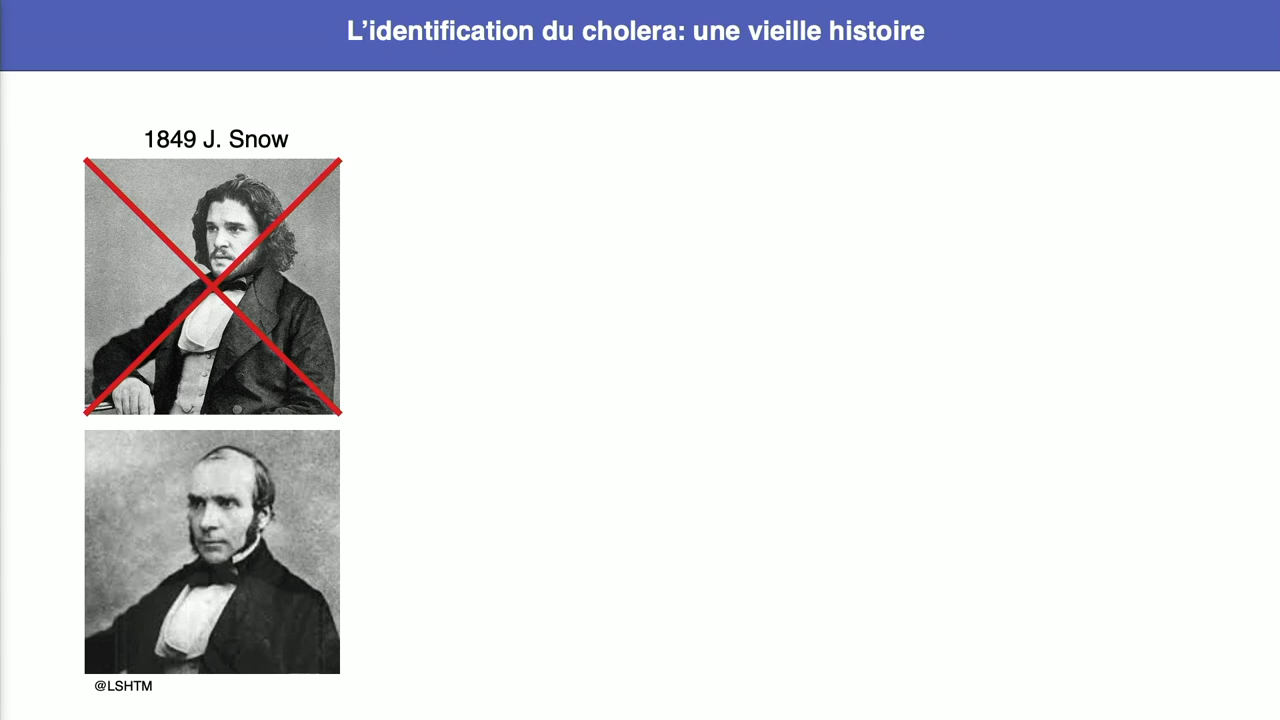 L’identification du cholera: une vieille histoire
1849 J. Snow
@LSHTM